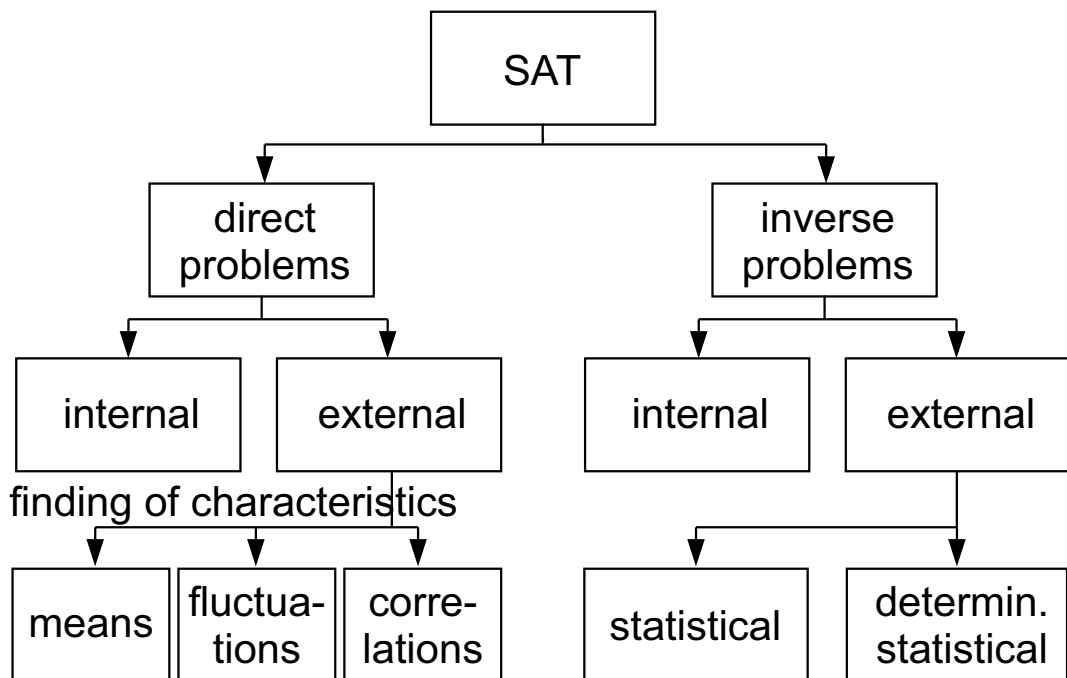 SAT
direct
problems
inverse
problems
internal
external
internal
external
finding of characteristics
means
fluctua-
tions
corre-
lations
statistical
determin.
statistical